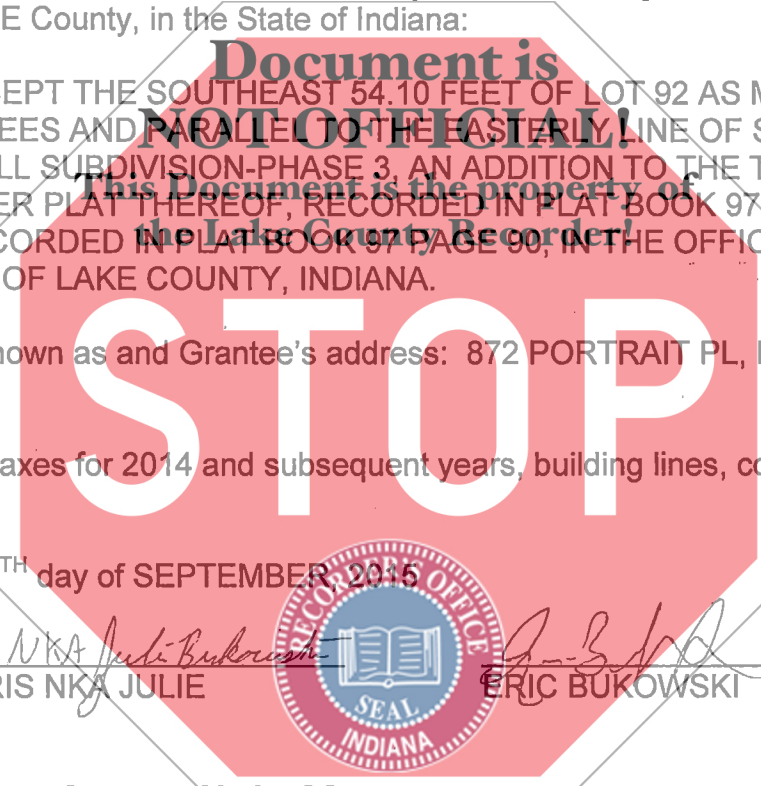 E County, in the State of Indiana:
Document is
CEPT THE SOUTHEAST 54.10 FEET OF LOT 92 AS M
NOT OFFICIAL!
EES AND PARALLEL TO THE EASTERLY LINE OF S
LL SUBDIVISION-PHASE 3, AN ADDITION TO THE T
This Document is the property of
ER PLAT THEREOF, RECORDED IN PLAT BOOK 97
the Lake County Recorder!
CORDED IN PLAT BOOK 97 PAGE 90, IN THE OFFIC
OF LAKE COUNTY, INDIANA.
STOP
nown as and Grantee's address: 872 PORTRAIT PL,
axes for 2014 and subsequent years, building lines, co
TH day of SEPTEMBER, 2015
RECORDER'S OFFICE
NKA Juli Bukowski
RIS NKA JULIE
ERIC BUKOWSKI
SEAL
INDIANA